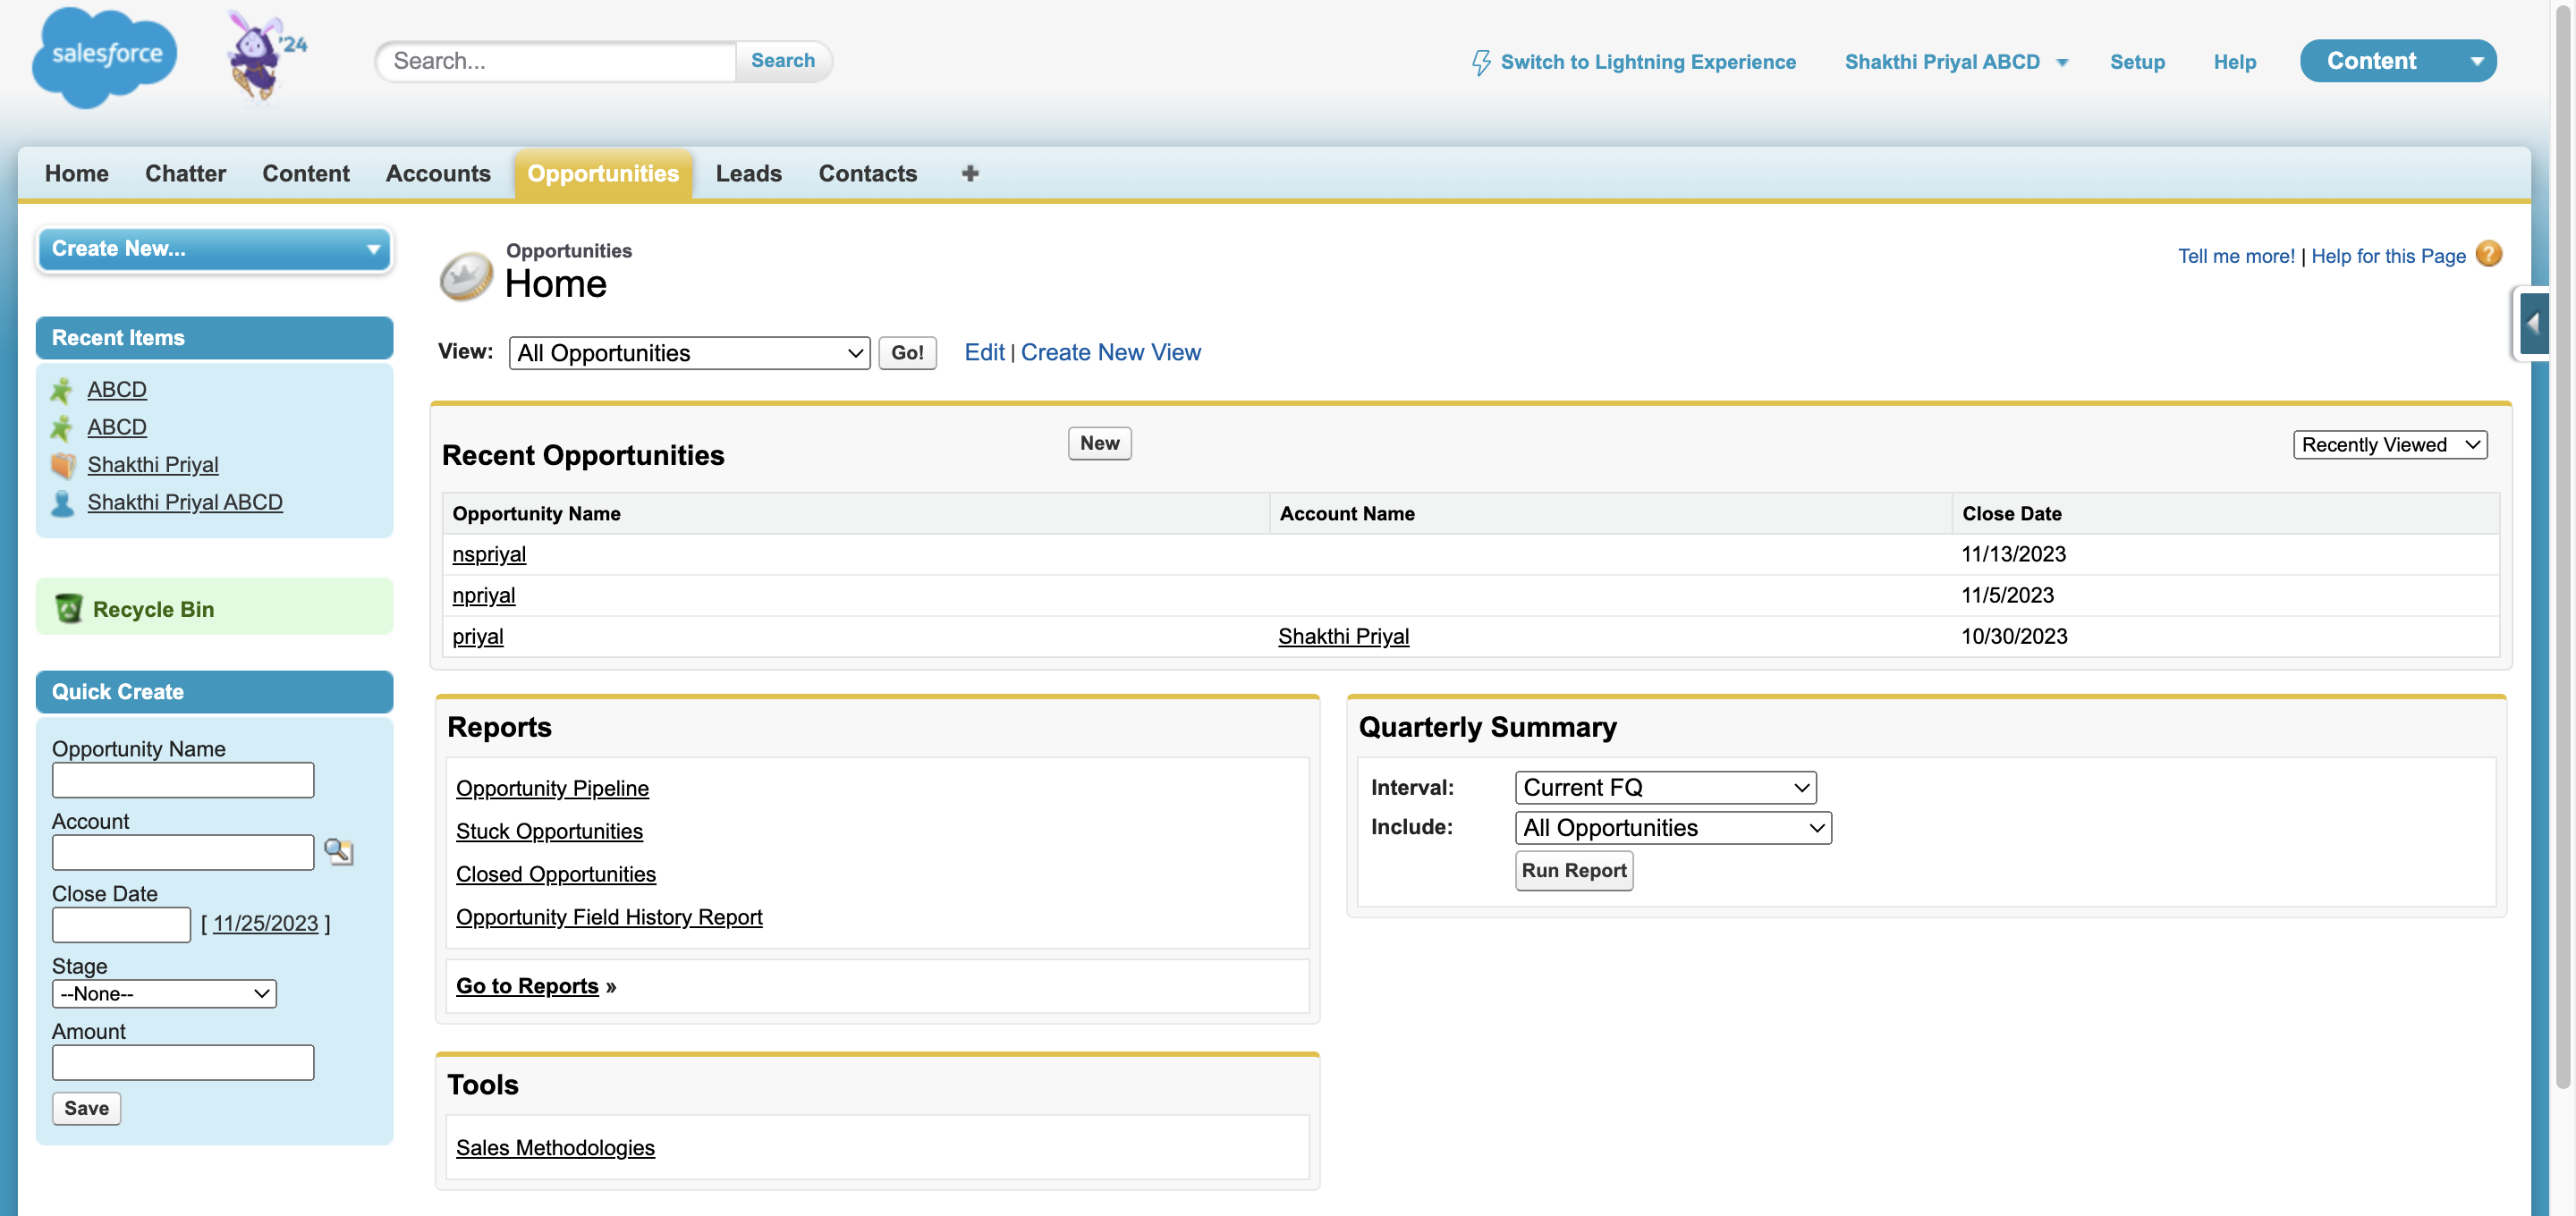 salesforce
'24
Search...
Search
Switch to Lightning Experience
Shakthi Priyal ABCD
Setup
Help
Content
Home
Chatter
Content
Accounts
Opportunities
Leads
Contacts
Create New...
Recent Items
ABCD
ABCD
Shakthi Priyal
Shakthi Priyal ABCD
Recycle Bin
Quick Create
Opportunity Name
Account
Close Date
[ 11/25/2023 ]
Stage
--None--
Amount
Save
Opportunities
Home
Tell me more! | Help for this Page
View: All Opportunities Go! Edit | Create New View
Recent Opportunities New Recently Viewed
Opportunity Name Account Name Close Date
nspriyal 11/13/2023
npriyal 11/5/2023
priyal Shakthi Priyal 10/30/2023
Reports
Opportunity Pipeline
Stuck Opportunities
Closed Opportunities
Opportunity Field History Report
Go to Reports »
Quarterly Summary
Interval: Current FQ
Include: All Opportunities
Run Report
Tools
Sales Methodologies